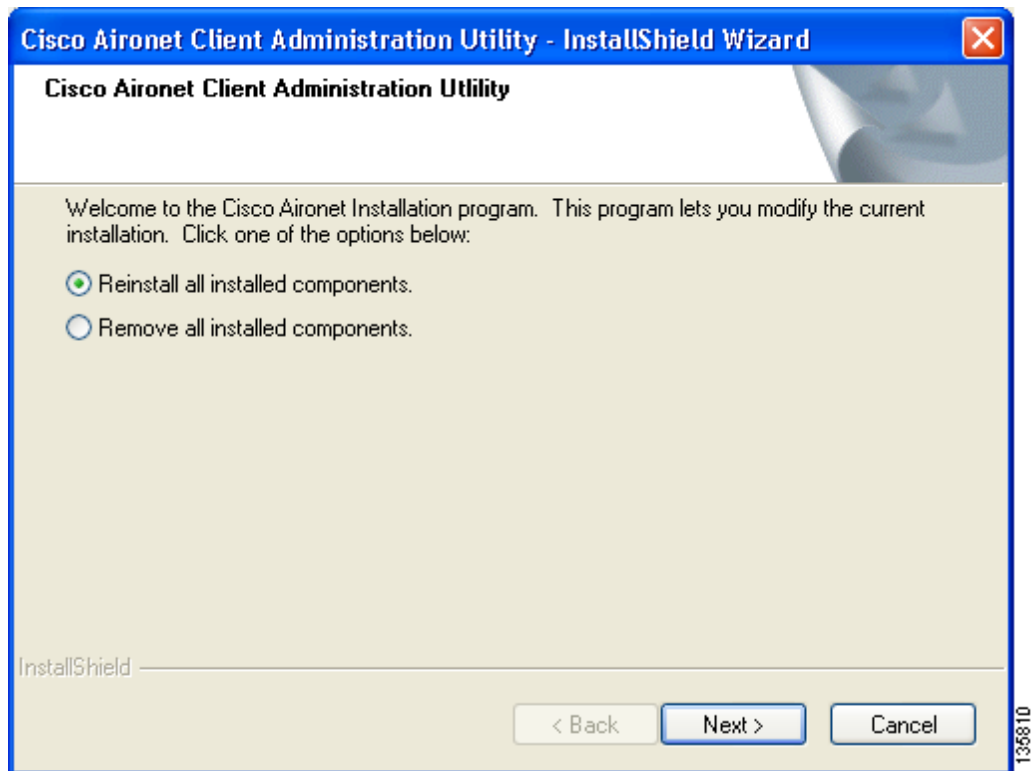 Cisco Aironet Client Administration Utility - InstallShield Wizard
Cisco Aironet Client Administration Utlility
Welcome to the Cisco Aironet Installation program.  This program lets you modify the current
installation.  Click one of the options below:
Reinstall all installed components.
Remove all installed components.
InstallShield
< Back
Next >
Cancel
135810